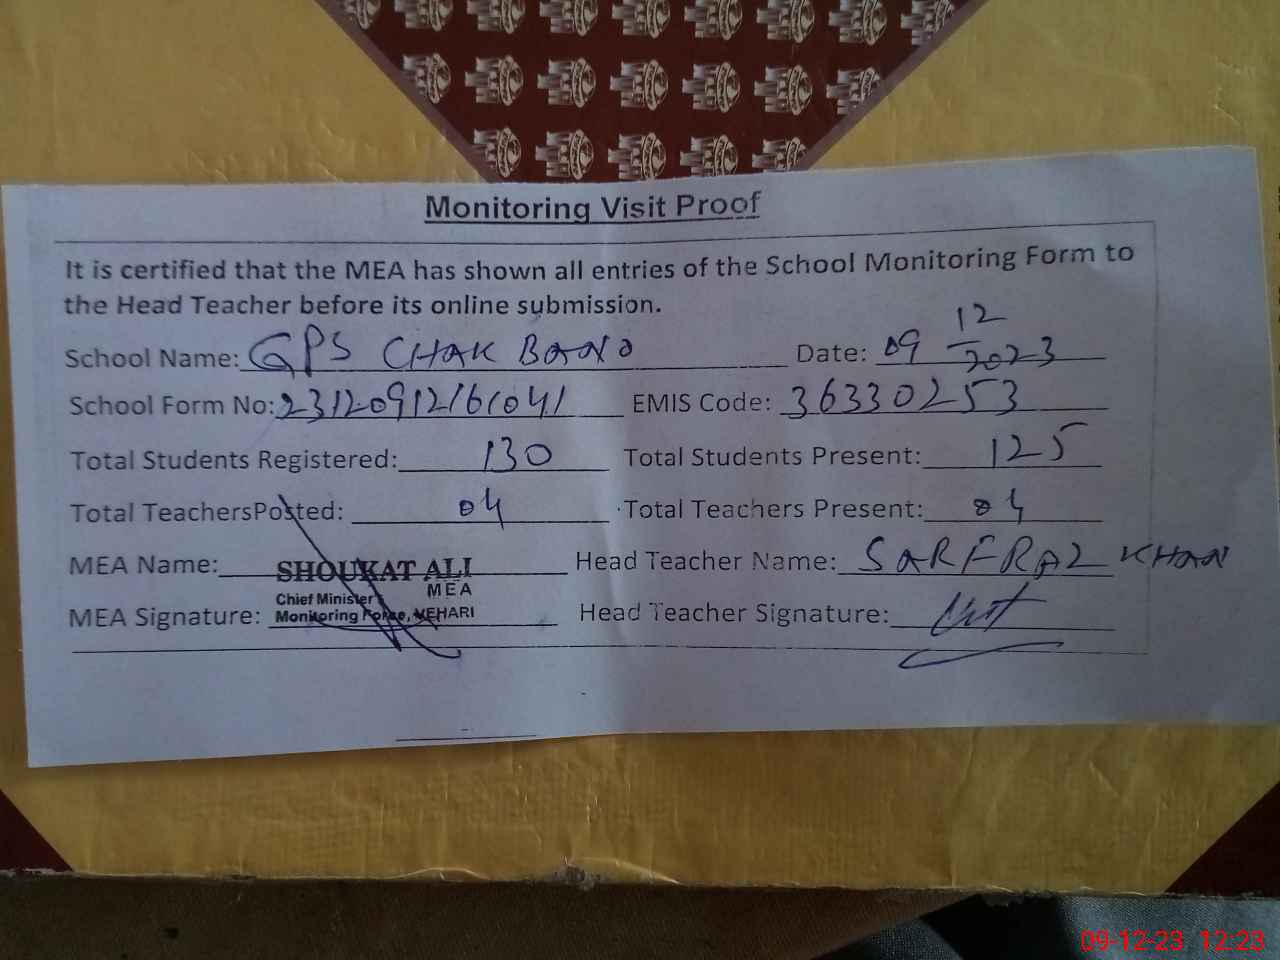 Monitoring Visit Proof
It is certified that the MEA has shown all entries of the School Monitoring Form to
the Head Teacher before its online submission.
School Name: GPS CHAK BANO Date: 09 12 2023
School Form No: 23120912161041 EMIS Code: 36330253
Total Students Registered: 130 Total Students Present: 125
Total TeachersPosted: 04 Total Teachers Present: 04
MEA Name: SHOUKAT ALI Head Teacher Name: SARFRAZ KHAN
MEA
Chief Minister's
MEA Signature: Monitoring Force, VEHARI Head Teacher Signature:
09-12-23 12:23